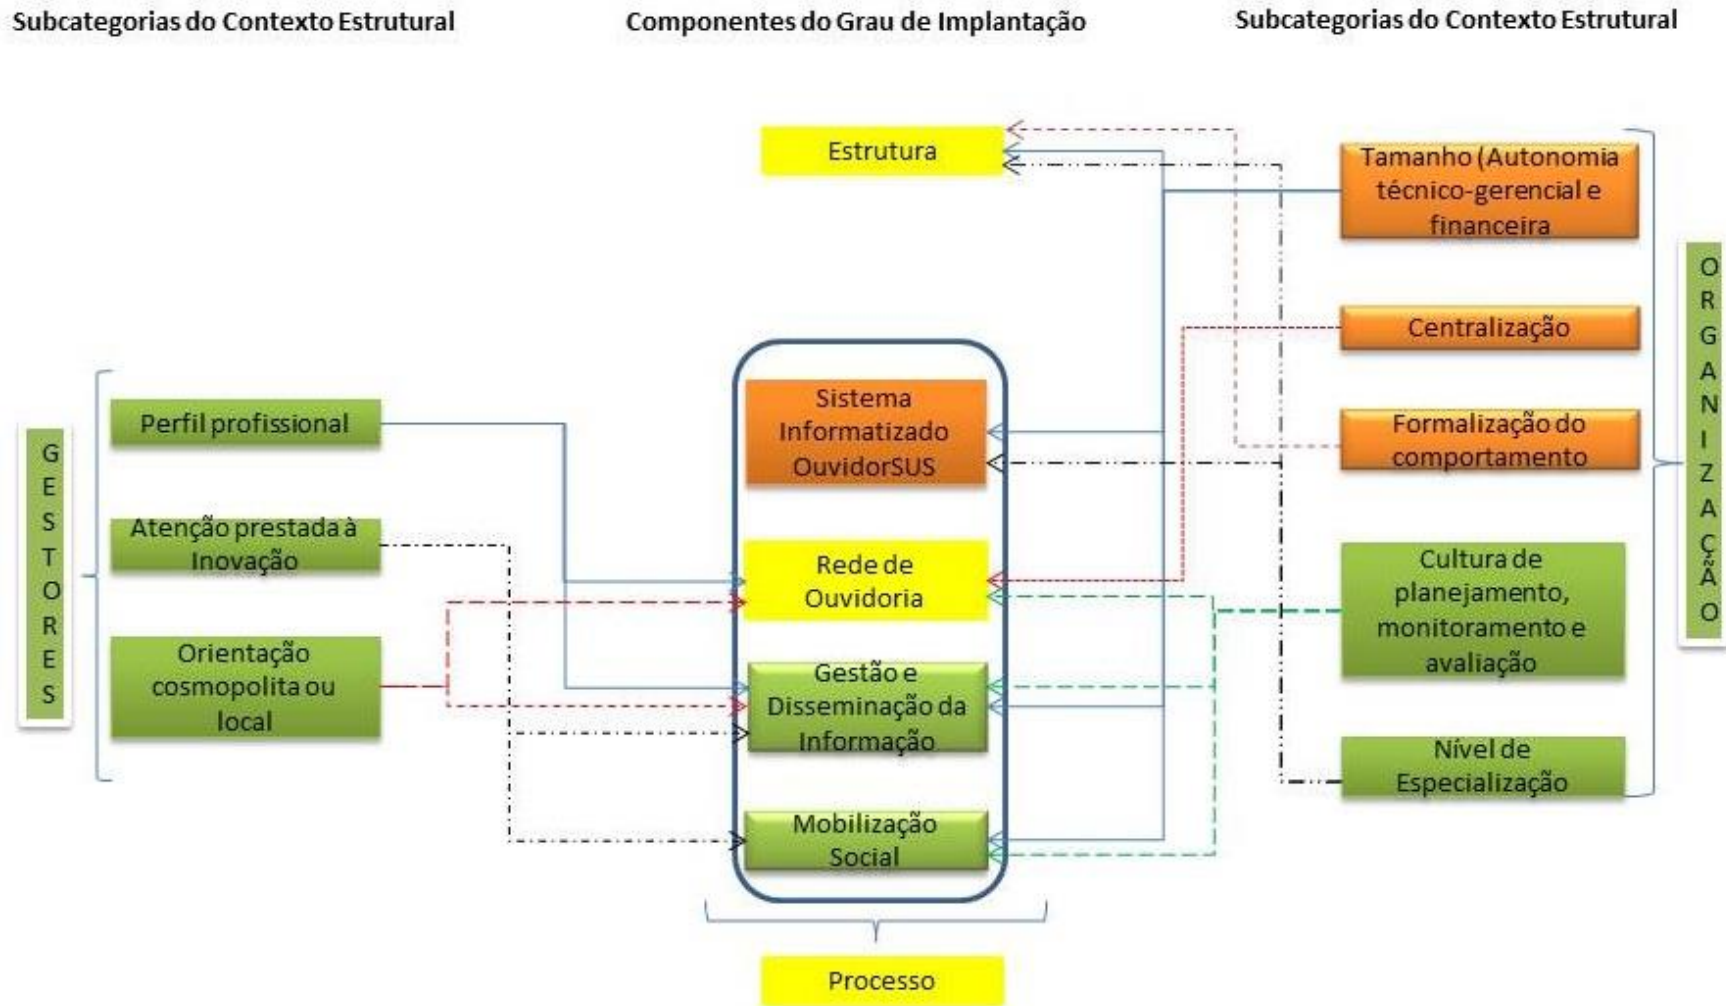 Subcategorias do Contexto Estrutural
Componentes do Grau de Implantação
Subcategorias do Contexto Estrutural
GESTORES
Perfil profissional
Atenção prestada à
Inovação
Orientação
cosmopolita ou
local
Estrutura
Sistema
Informatizado
OuvidorSUS
Rede de
Ouvidoria
Gestão e
Disseminação da
Informação
Mobilização
Social
Processo
Tamanho (Autonomia
técnico-gerencial e
financeira
Centralização
Formalização do
comportamento
Cultura de
planejamento,
monitoramento e
avaliação
Nível de
Especialização
ORGANIZAÇÃO